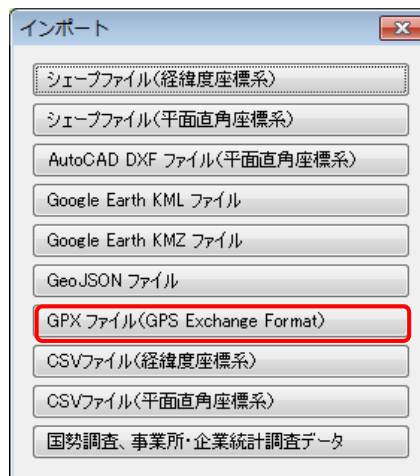 インポート
シェープファイル(経緯度座標系)
シェープファイル(平面直角座標系)
AutoCAD DXF ファイル(平面直角座標系)
Google Earth KML ファイル
Google Earth KMZ ファイル
GeoJSON ファイル
GPX ファイル(GPS Exchange Format)
CSVファイル(経緯度座標系)
CSVファイル(平面直角座標系)
国勢調査、事業所・企業統計調査データ